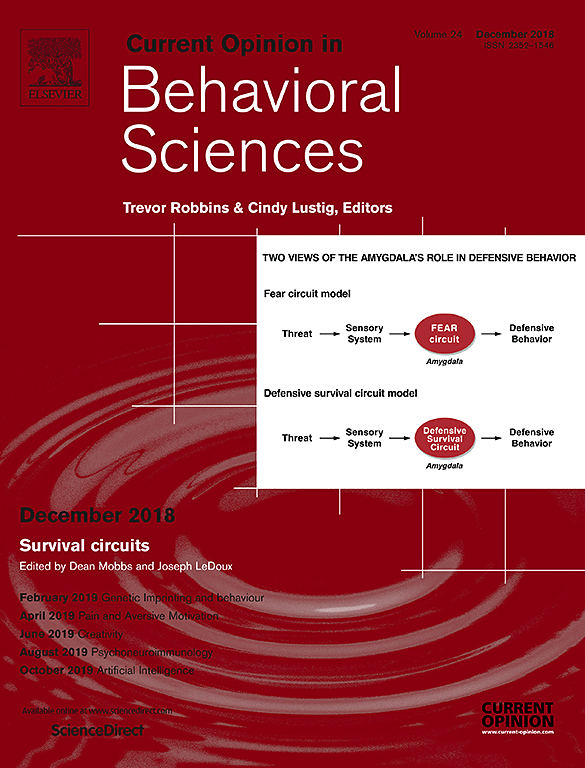 ELSEVIER
Volume 24 December 2018
ISSN 2352-1546
Current Opinion in
Behavioral
Sciences
Trevor Robbins & Cindy Lustig, Editors
TWO VIEWS OF THE AMYGDALA'S ROLE IN DEFENSIVE BEHAVIOR
Fear circuit model
Threat Sensory System FEAR circuit Defensive Behavior
Amygdala
Defensive survival circuit model
Threat Sensory System Defensive Survival Circuit Defensive Behavior
Amygdala
December 2018
Survival circuits
Edited by Dean Mobbs and Joseph LeDoux
February 2019 Genetic Imprinting and behaviour
April 2019 Pain and Aversive Motivation
June 2019 Creativity
August 2019 Psychoneuroimmunology
October 2019 Artificial Intelligence
Available online at www.sciencedirect.com
ScienceDirect
CURRENT
OPINION
www.current-opinion.com